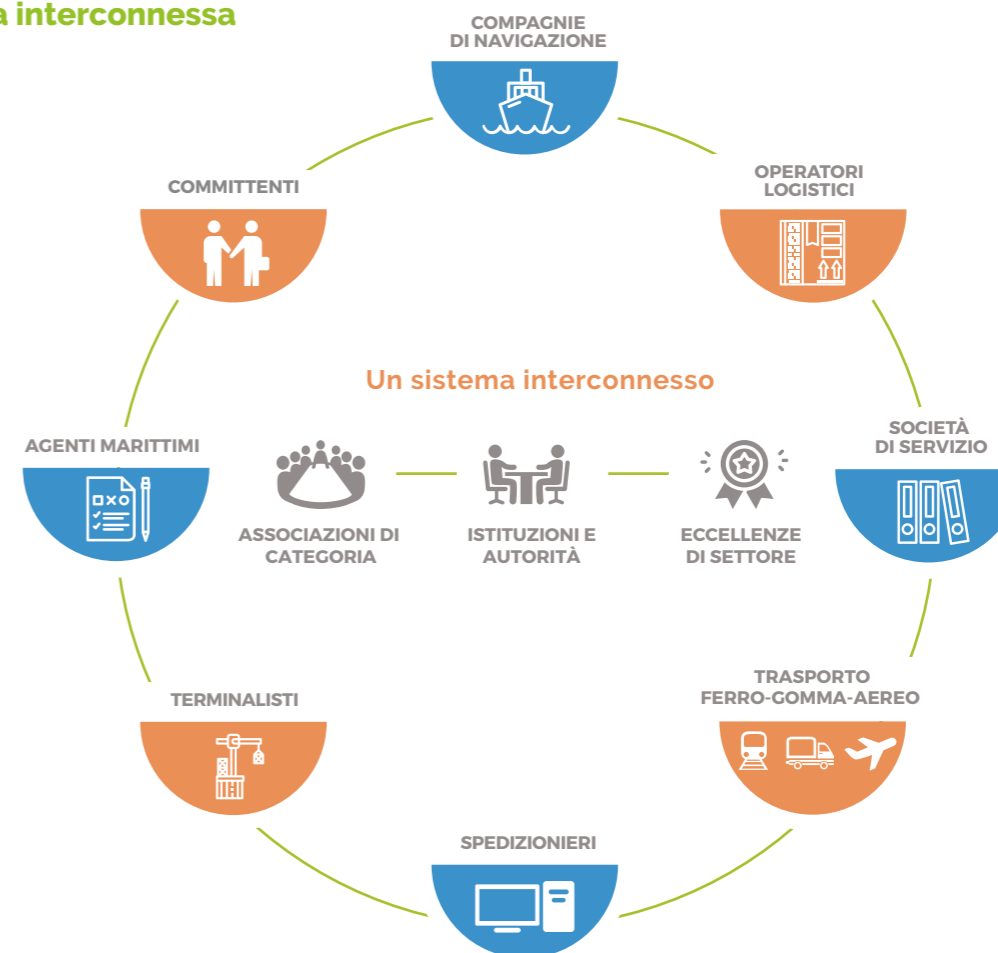 a interconnessa
COMPAGNIE
DI NAVIGAZIONE
COMMITTENTI
OPERATORI
LOGISTICI
Un sistema interconnesso
AGENTI MARITTIMI
SOCIETÀ
DI SERVIZIO
ASSOCIAZIONI DI
CATEGORIA
ISTITUZIONI E
AUTORITÀ
ECCELLENZE
DI SETTORE
TERMINALISTI
TRASPORTO
FERRO-GOMMA-AEREO
SPEDIZIONIERI